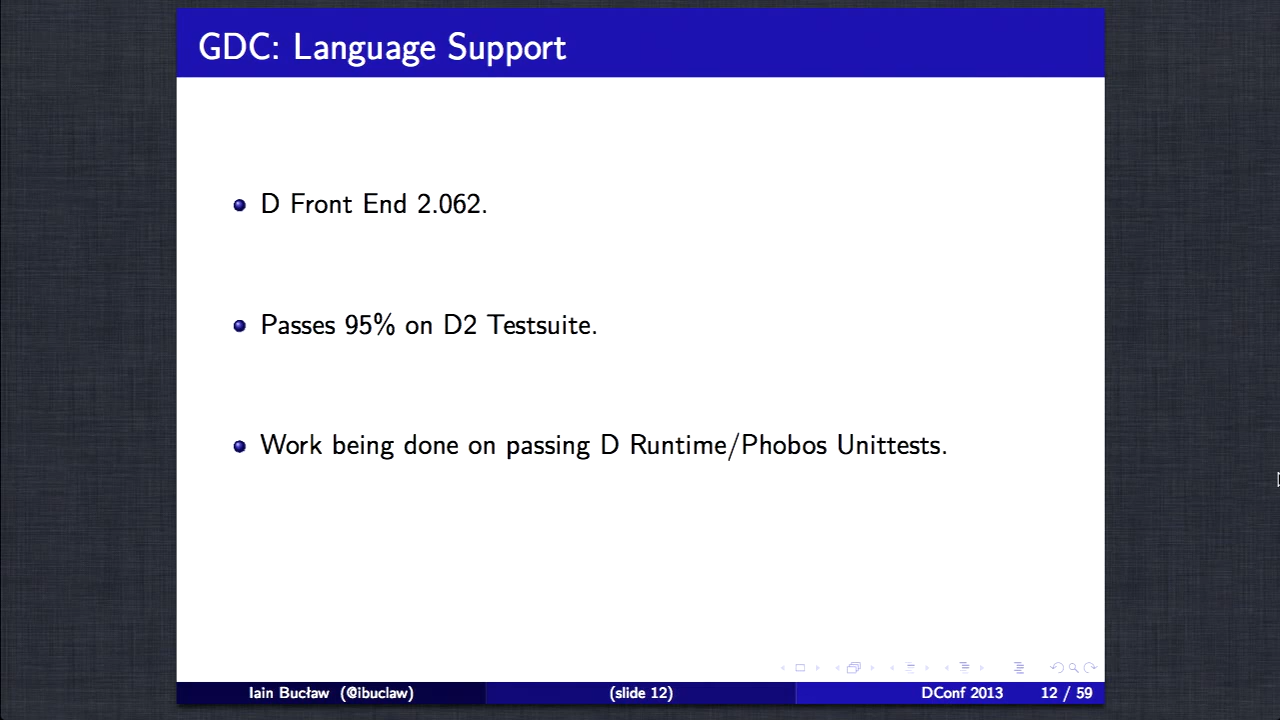 GDC: Language Support
D Front End 2.062.
Passes 95% on D2 Testsuite.
Work being done on passing D Runtime/Phobos Unittests.
Iain Bucław (@ibuclaw) (slide 12) DConf 2013 12 / 59